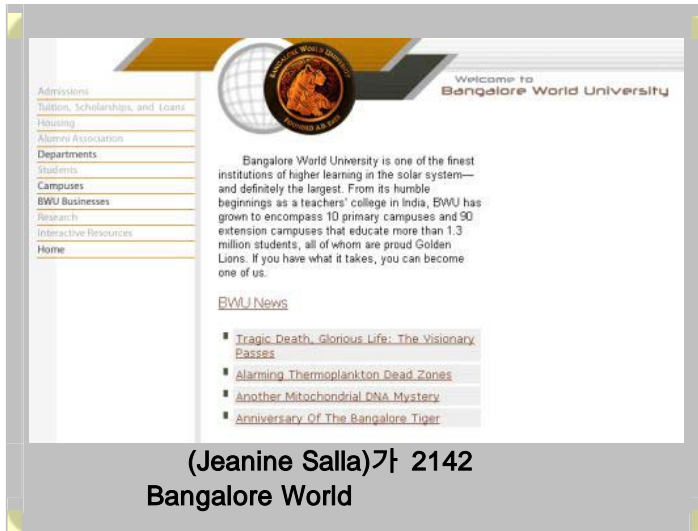 BANGALORE WORLD UNIVERSITY
FOUNDED A.D. 2023
Welcome to
Bangalore World University
Admissions
Tuition, Scholarships, and Loans
Housing
Alumni Association
Departments
Students
Campuses
BWU Businesses
Research
Interactive Resources
Home
Bangalore World University is one of the finest
institutions of higher learning in the solar system—
and definitely the largest. From its humble
beginnings as a teachers' college in India, BWU has
grown to encompass 10 primary campuses and 90
extension campuses that educate more than 1.3
million students, all of whom are proud Golden
Lions. If you have what it takes, you can become
one of us.
BWU News
Tragic Death, Glorious Life: The Visionary
Passes
Alarming Thermoplankton Dead Zones
Another Mitochondrial DNA Mystery
Anniversary Of The Bangalore Tiger
(Jeanine Salla)가 2142
Bangalore World